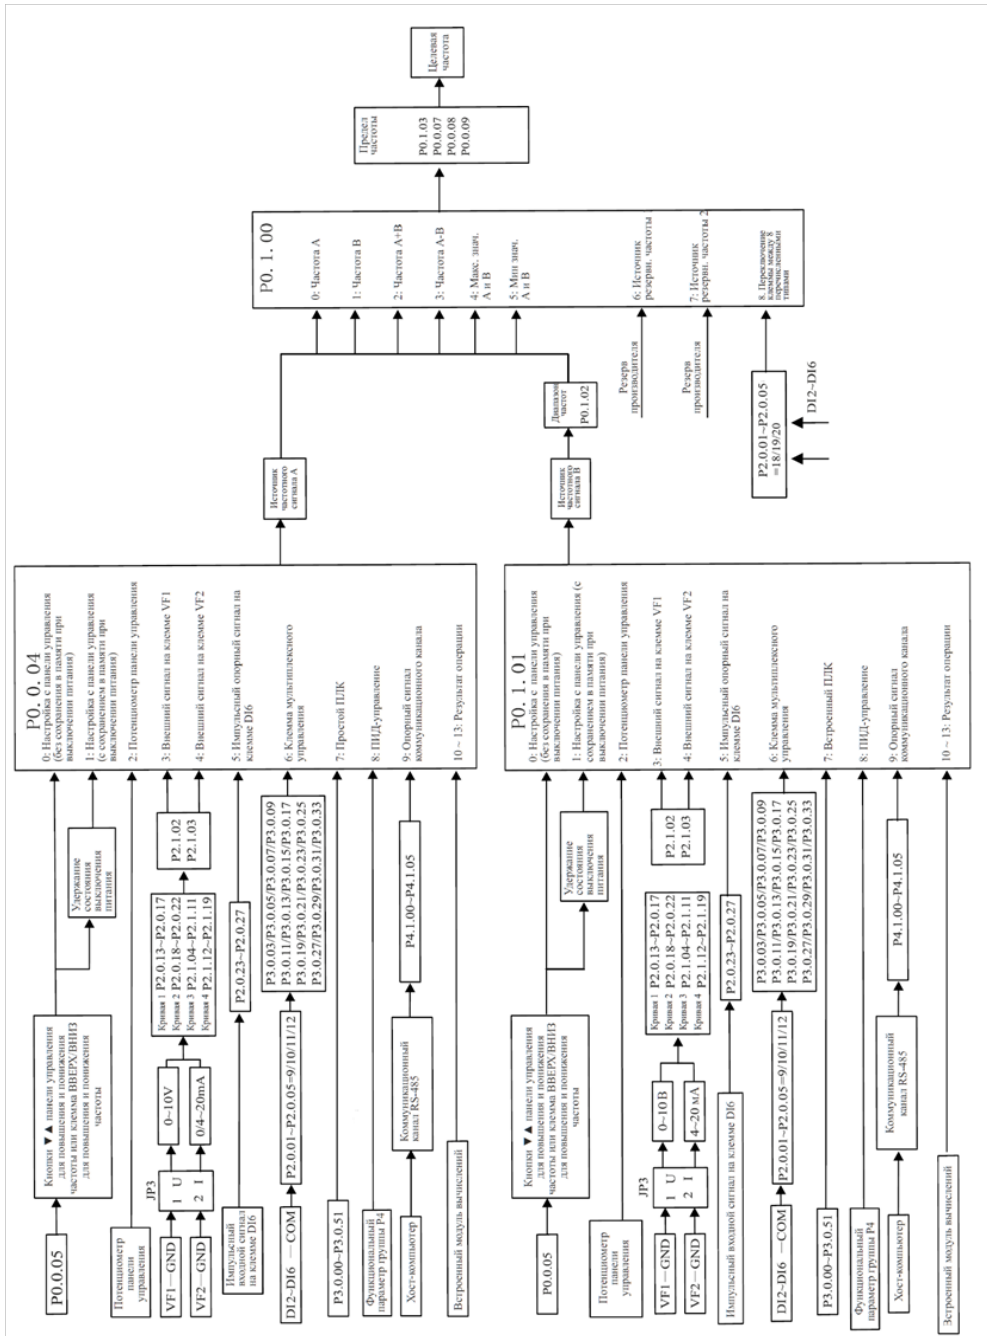 P0.0.05
Кнопки ▼▲ панели управления
для повышения и понижения
частоты или клемма ВВЕРХ/ВНИЗ
для повышения и понижения
частоты
Удержание
состояния
выключения
питания
Потенциометр
панели
управления
VF1—GND
VF2—GND
JP3
1 U
2 I
0~10V
0/4~20mA
Кривая 1 P2.0.13~P2.0.17
Кривая 2 P2.0.18~P2.0.22
Кривая 3 P2.1.04~P2.1.11
Кривая 4 P2.1.12~P2.1.19
P2.1.02
P2.1.03
Импульсный
входной сигнал
на клемме DI6
P2.0.23~P2.0.27
DI2~DI6 — COM
P2.0.01~P2.0.05=9/10/11/12
P3.0.03/P3.0.05/P3.0.07/P3.0.09
P3.0.11/P3.0.13/P3.0.15/P3.0.17
P3.0.19/P3.0.21/P3.0.23/P3.0.25
P3.0.27/P3.0.29/P3.0.31/P3.0.33
P3.0.00~P3.0.51
Функциональный
параметр группы P4
Хост-компьютер
Коммуникационный
канал RS-485
P4.1.00~P4.1.05
Встроенный модуль вычислений
P0. 0. 04
0: Настройка с панели управления
(без сохранения в памяти при
выключении питания)
1: Настройка с панели управления
(с сохранением в памяти при
выключении питания)
2: Потенциометр панели управления
3: Внешний сигнал на клемме VF1
4: Внешний сигнал на клемме VF2
5: Импульсный опорный сигнал на
клемме DI6
6: Клемма мультиплексного
управления
7: Простой ПЛК
8: ПИД-управление
9: Опорный сигнал
коммуникационного канала
10 ~ 13: Результат операции
Источник
частотного
сигнала A
P0.0.05
Кнопки ▼▲ панели управления
для повышения и понижения
частоты или клемма ВВЕРХ/ВНИЗ
для повышения и понижения
частоты
Удержание
состояния
выключения
питания
Потенциометр
панели
управления
VF1—GND
VF2—GND
JP3
1 U
2 I
0~10В
4~20 мА
Кривая 1 P2.0.13~P2.0.17
Кривая 2 P2.0.18~P2.0.22
Кривая 3 P2.1.04~P2.1.11
Кривая 4 P2.1.12~P2.1.19
P2.1.02
P2.1.03
Импульсный входной сигнал на клемме DI6
P2.0.23~P2.0.27
DI2~DI6 — COM
P2.0.01~P2.0.05=9/10/11/12
P3.0.03/P3.0.05/P3.0.07/P3.0.09
P3.0.11/P3.0.13/P3.0.15/P3.0.17
P3.0.19/P3.0.21/P3.0.23/P3.0.25
P3.0.27/P3.0.29/P3.0.31/P3.0.33
P3.0.00~P3.0.51
Функциональный
параметр группы P4
Хост-компьютер
Коммуникационный
канал RS-485
P4.1.00~P4.1.05
Зстроенный модуль вычислений
P0. 1. 01
0: Настройка с панели управления
(без сохранения в памяти при
выключении питания)
1: Настройка с панели управления (с
сохранением в памяти при
выключении питания)
2: Потенциометр панели управления
3: Внешний сигнал на клемме VF1
4: Внешний сигнал на клемме VF2
5: Импульсный опорный сигнал на
клемме DI6
6: Клемма мультиплексного
управления
7: Встроенный ПЛК
8: ПИД-управление
9: Опорный сигнал
коммуникационного канала
10 ~ 13: Результат операции
Источник
частотного
сигнала B
Диапазон
частот
P0.1.02
Резерв
производителя
Резерв
производителя
P2.0.01~P2.0.05
=18/19/20
DI2~DI6
P0. 1. 00
0: Частота A
1: Частота B
2: Частота A+B
3: Частота A-B
4: Макс. знач.
A и B
5: Мин знач.
A и B
6: Источник
резервн. частоты
7: Источник
резервн. частоты 2
8. Переключение
клеммы между 8
перечисленными
типами
Предел
частоты
P0.1.03
P0.0.07
P0.0.08
P0.0.09
Целевая
частота